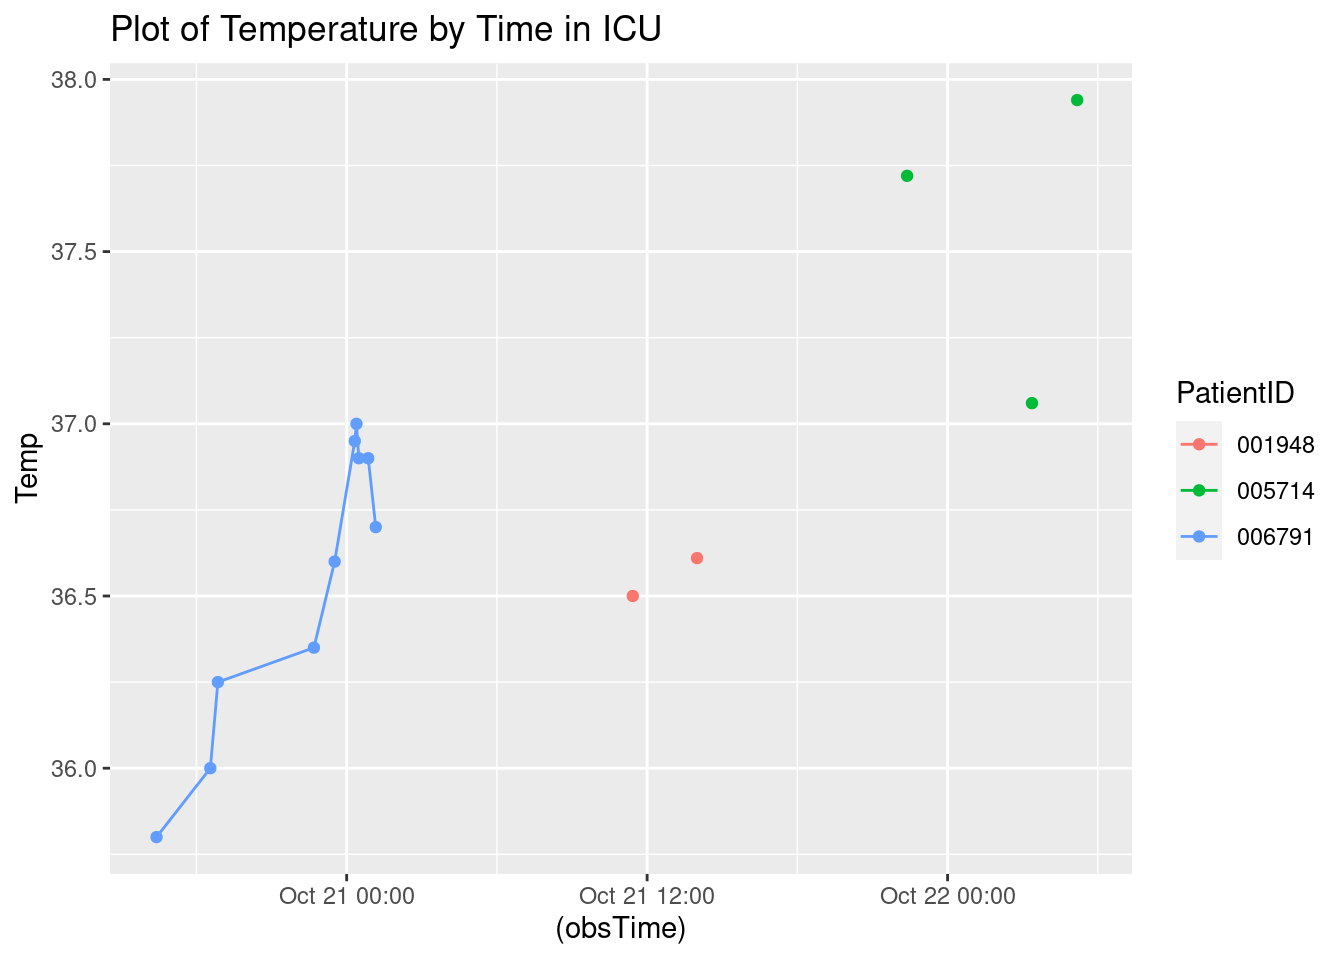 Plot of Temperature by Time in ICU
38.0
37.5
37.0
36.5
36.0
Temp
Oct 21 00:00
Oct 21 12:00
Oct 22 00:00
(obsTime)
PatientID
001948
005714
006791